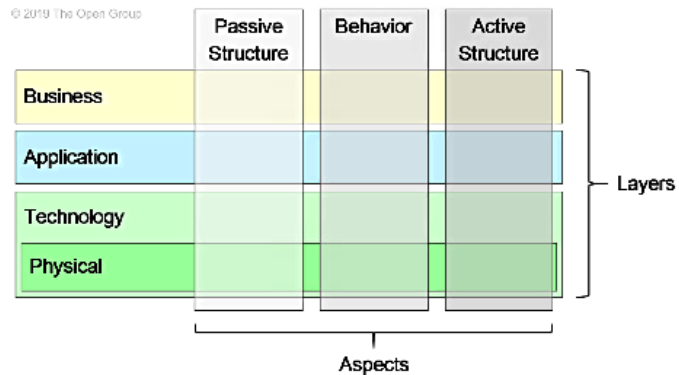 © 2019 The Open Group
Passive
Structure
Behavior
Active
Structure
Business
Application
Layers
Technology
Physical
Aspects